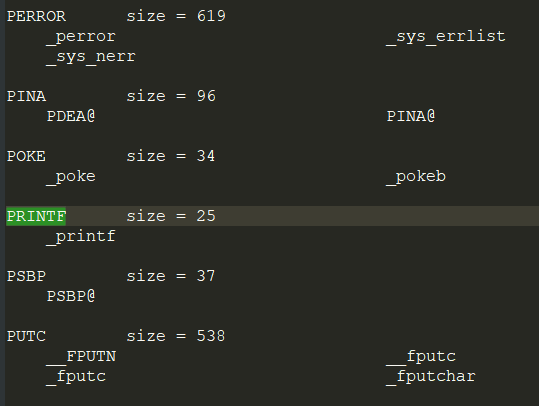 PERROR size = 619
_perror _sys_errlist
_sys_nerr
PINA size = 96
PDEA@ PINA@
POKE size = 34
_poke _pokeb
PRINTF size = 25
_printf
PSBP size = 37
PSBP@
PUTC size = 538
__FPUTN __fputc
_fputc _fputchar